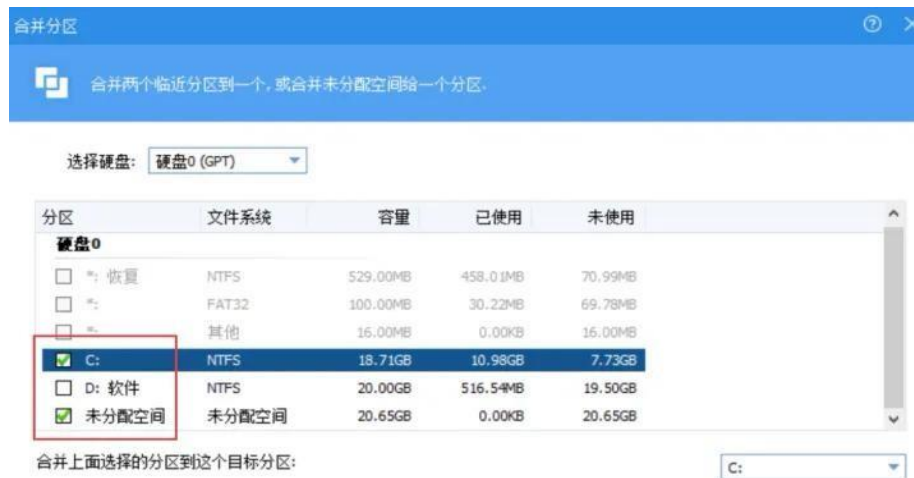 合并分区
合并两个临近分区到一个, 或合并未分配空间给一个分区.
选择硬盘: 硬盘0 (GPT)
分区 文件系统 容量 已使用 未使用
硬盘0
*: 恢复 NTFS 529.00MB 458.01MB 70.99MB
*: FAT32 100.00MB 30.22MB 69.78MB
*: 其他 16.00MB 0.00KB 16.00MB
C: NTFS 18.71GB 10.98GB 7.73GB
D: 软件 NTFS 20.00GB 516.54MB 19.50GB
未分配空间 未分配空间 20.65GB 0.00KB 20.65GB
合并上面选择的分区到这个目标分区: C: